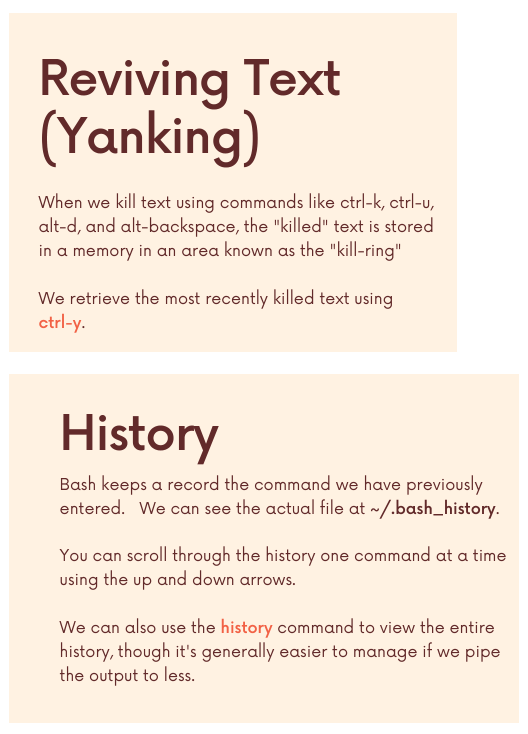 Reviving Text
(Yanking)
When we kill text using commands like ctrl-k, ctrl-u,
alt-d, and alt-backspace, the "killed" text is stored
in a memory in an area known as the "kill-ring"
We retrieve the most recently killed text using
ctrl-y.
History
Bash keeps a record the command we have previously
entered.   We can see the actual file at ~/.bash_history.
You can scroll through the history one command at a time
using the up and down arrows.
We can also use the history command to view the entire
history, though it's generally easier to manage if we pipe
the output to less.